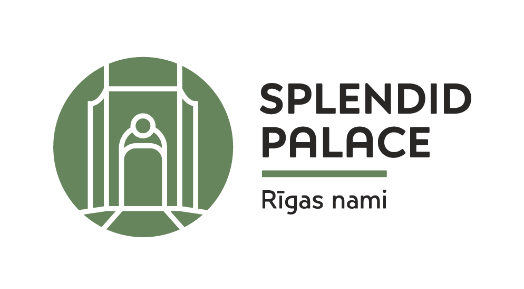 SPLENDID
PALACE
Rīgas nami